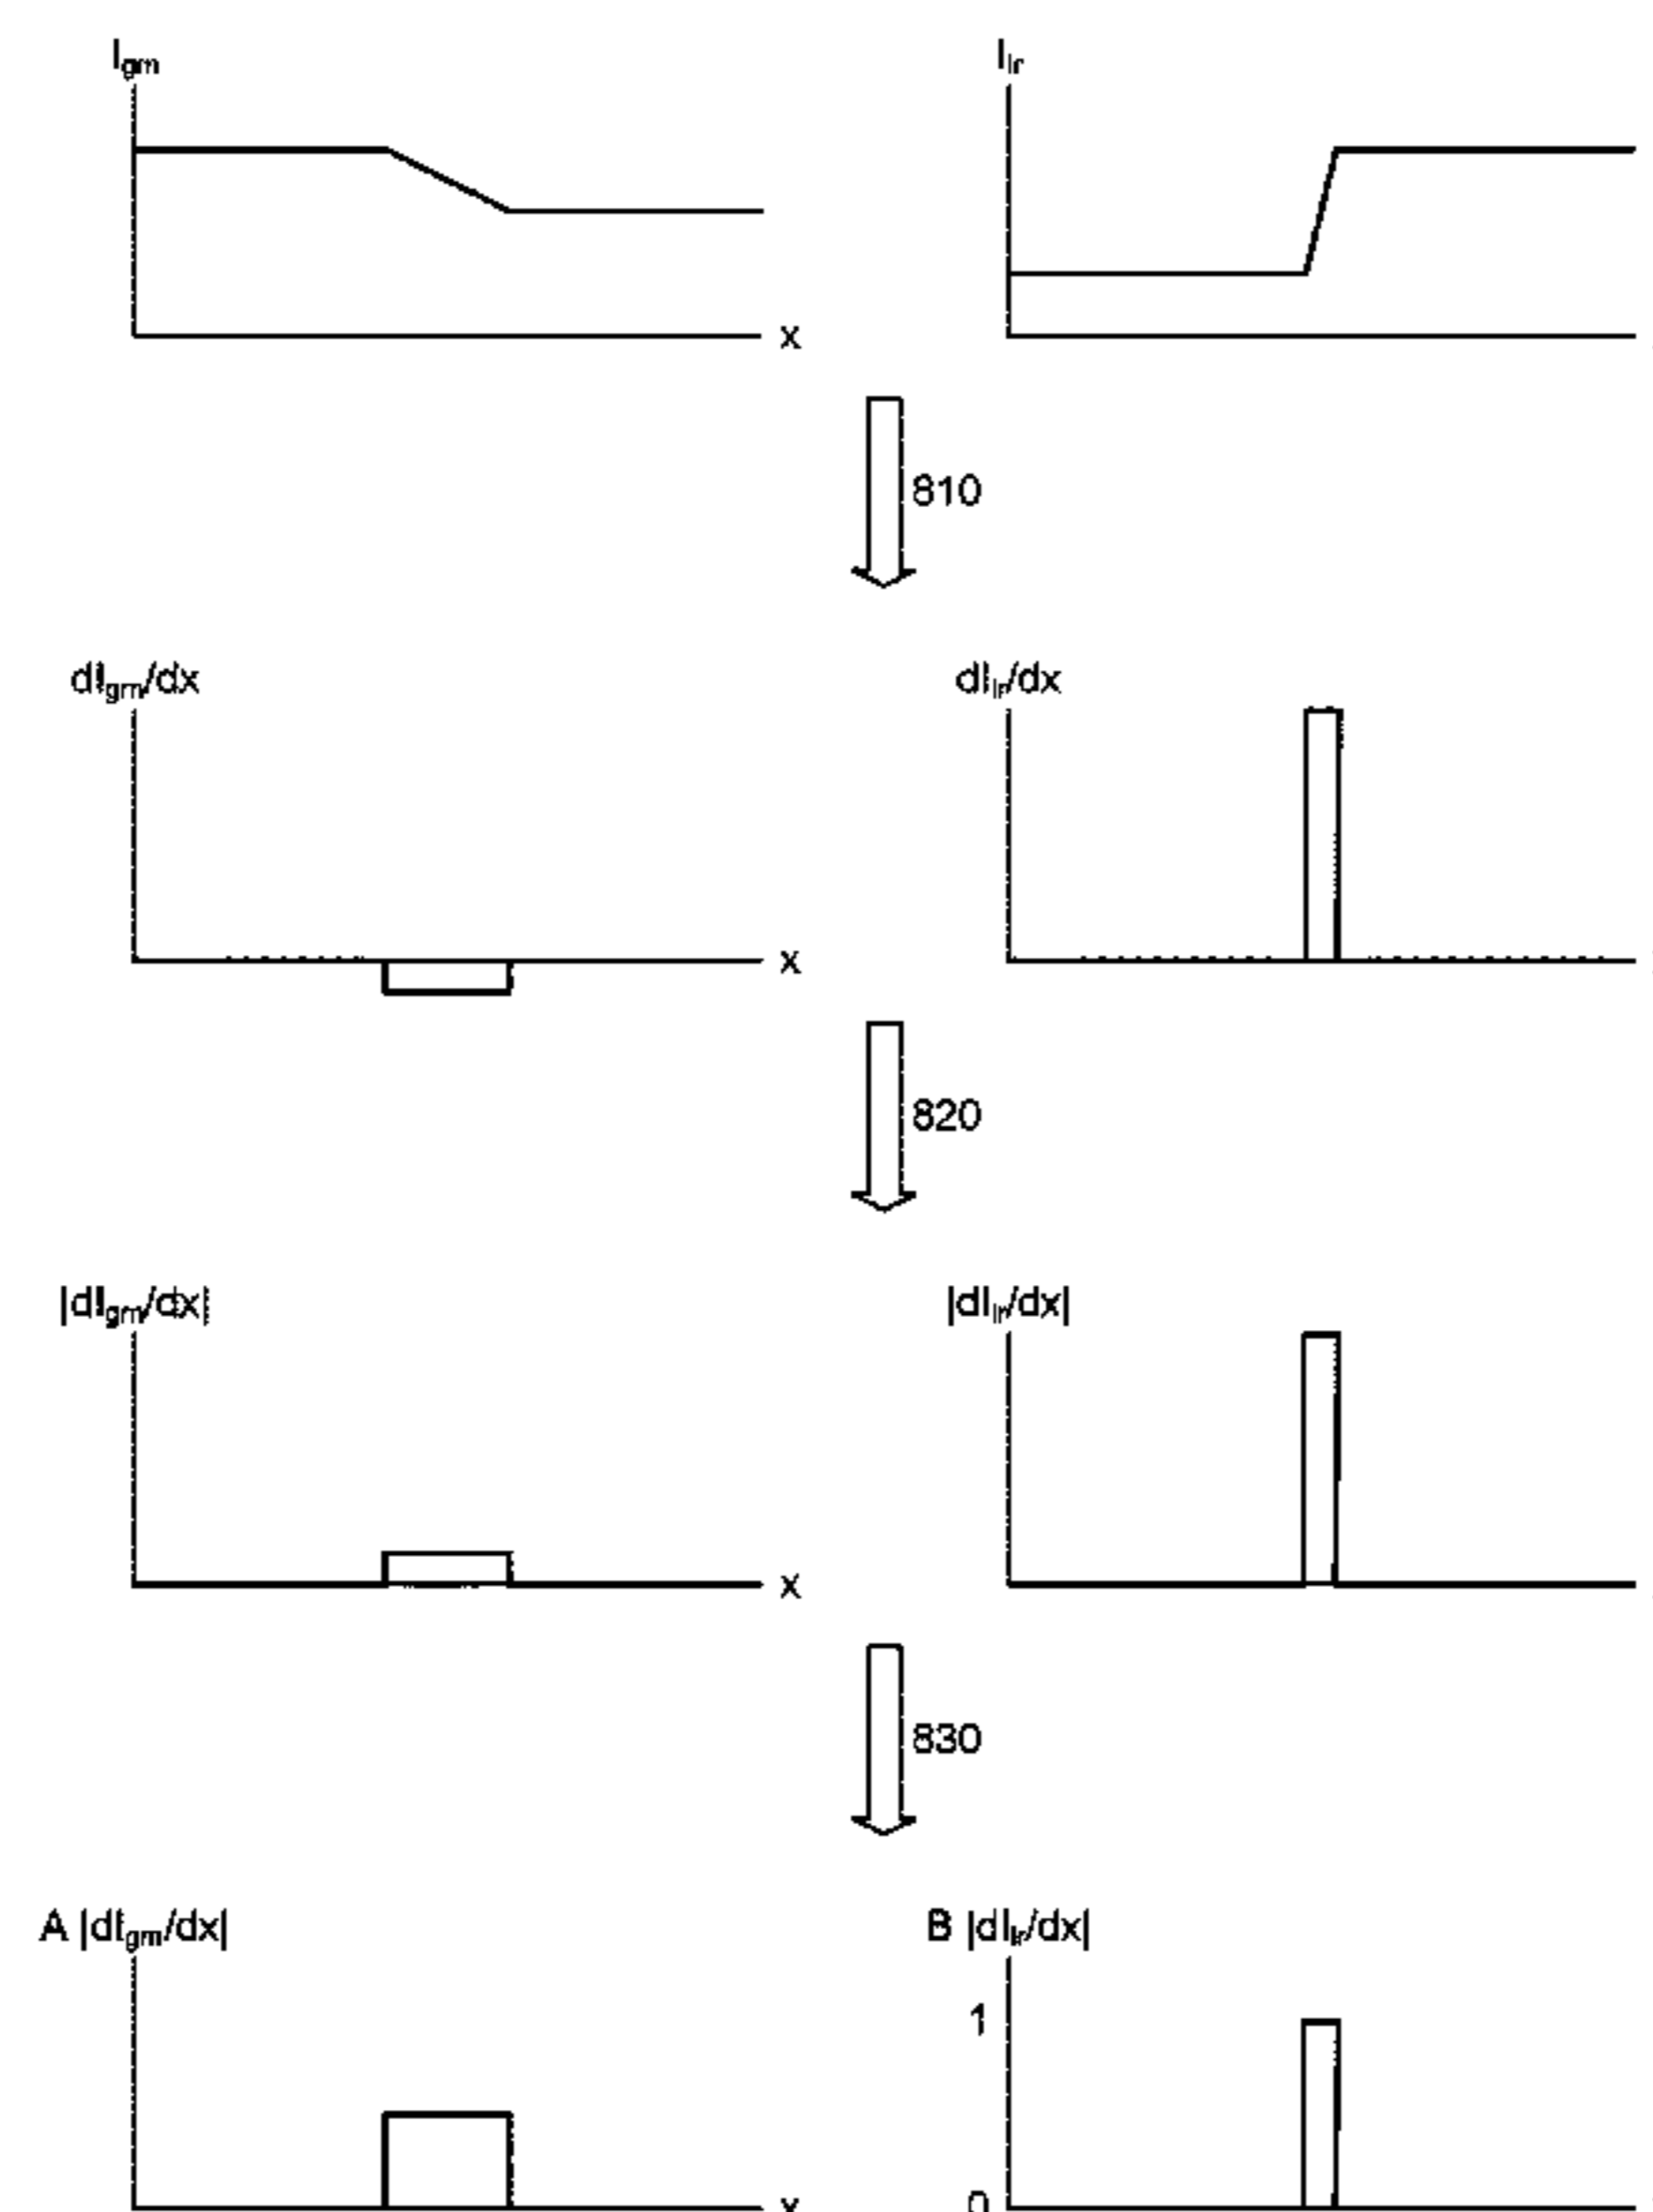 I_gm I_lr
x
810
dI_gm/dx dI_lr/dx
x
820
|dI_gm/dx| |dI_lr/dx|
x
830
A |dI_gm/dx| B |dI_lr/dx|
1
x 0